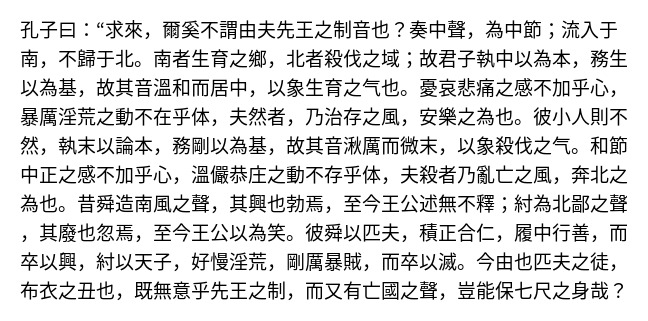 孔子曰：“求來，爾奚不謂由夫先王之制音也？奏中聲，為中節；流入于
南，不歸于北。南者生育之鄉，北者殺伐之域；故君子執中以為本，務生
以為基，故其音溫和而居中，以象生育之气也。憂哀悲痛之感不加乎心，
暴厲淫荒之動不在乎体，夫然者，乃治存之風，安樂之為也。彼小人則不
然，執末以論本，務剛以為基，故其音湫厲而微末，以象殺伐之气。和節
中正之感不加乎心，溫儼恭庄之動不存乎体，夫殺者乃亂亡之風，奔北之
為也。昔舜造南風之聲，其興也勃焉，至今王公述無不釋；紂為北鄙之聲
，其廢也忽焉，至今王公以為笑。彼舜以匹夫，積正合仁，履中行善，而
卒以興，紂以天子，好慢淫荒，剛厲暴賊，而卒以滅。今由也匹夫之徒，
布衣之丑也，既無意乎先王之制，而又有亡國之聲，豈能保七尺之身哉？